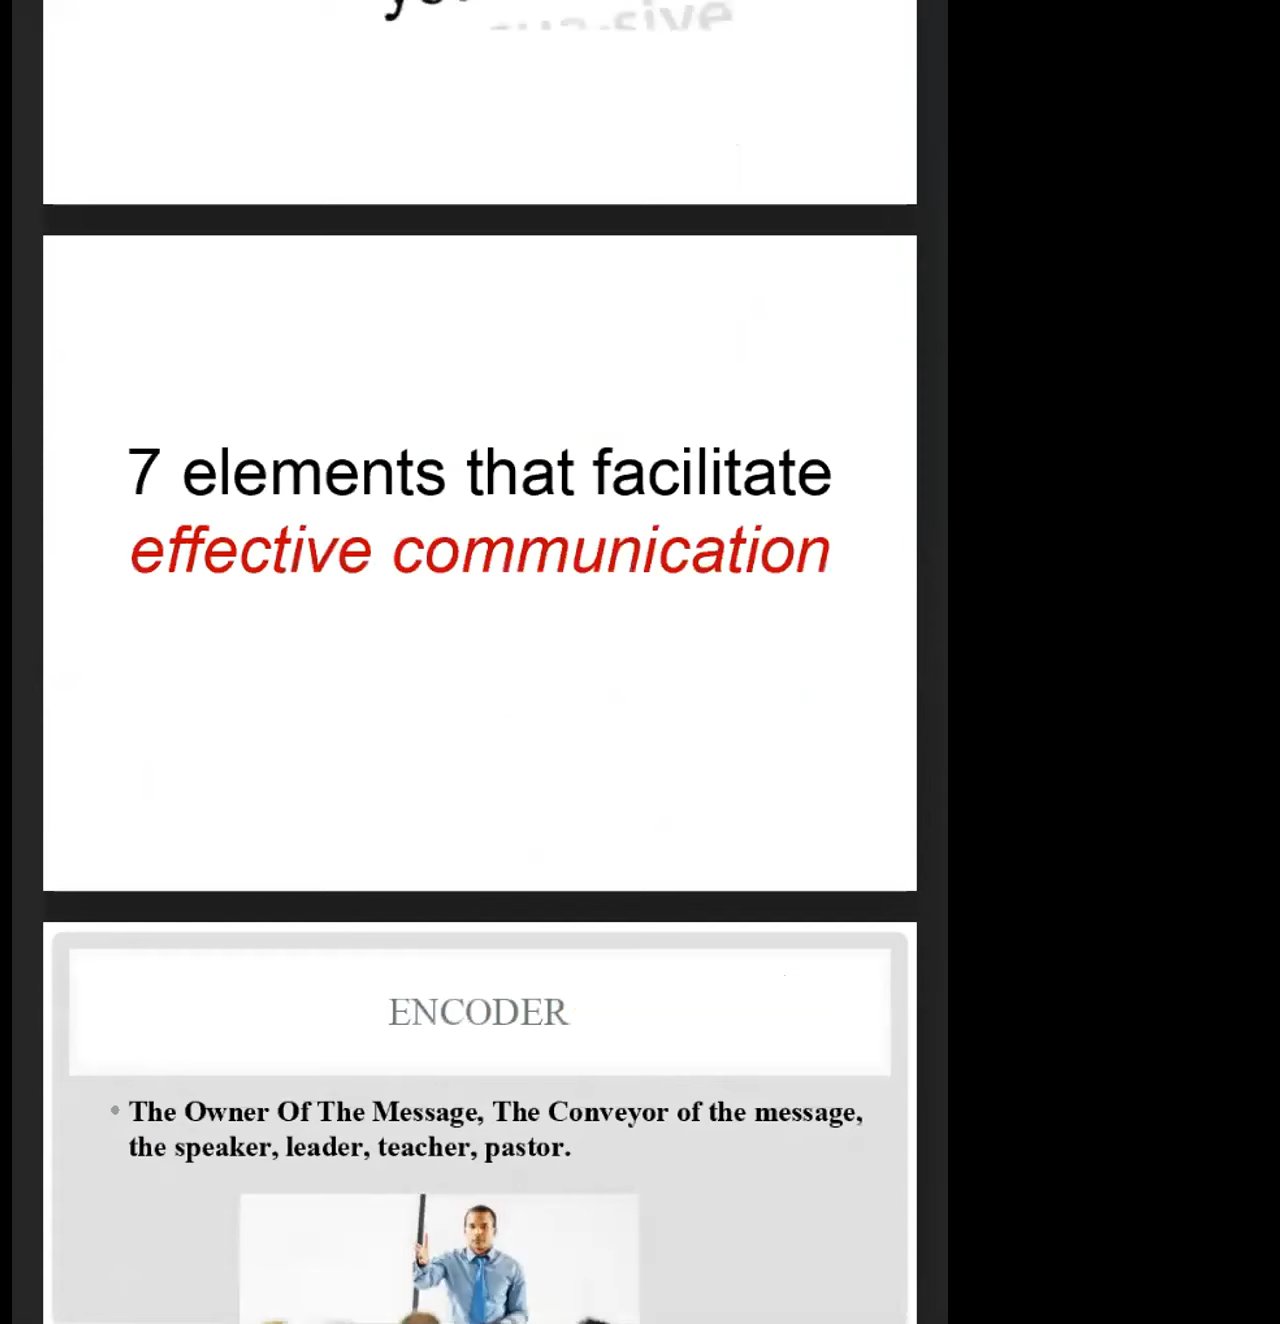 7 elements that facilitate
effective communication
ENCODER
• The Owner Of The Message, The Conveyor of the message,
the speaker, leader, teacher, pastor.